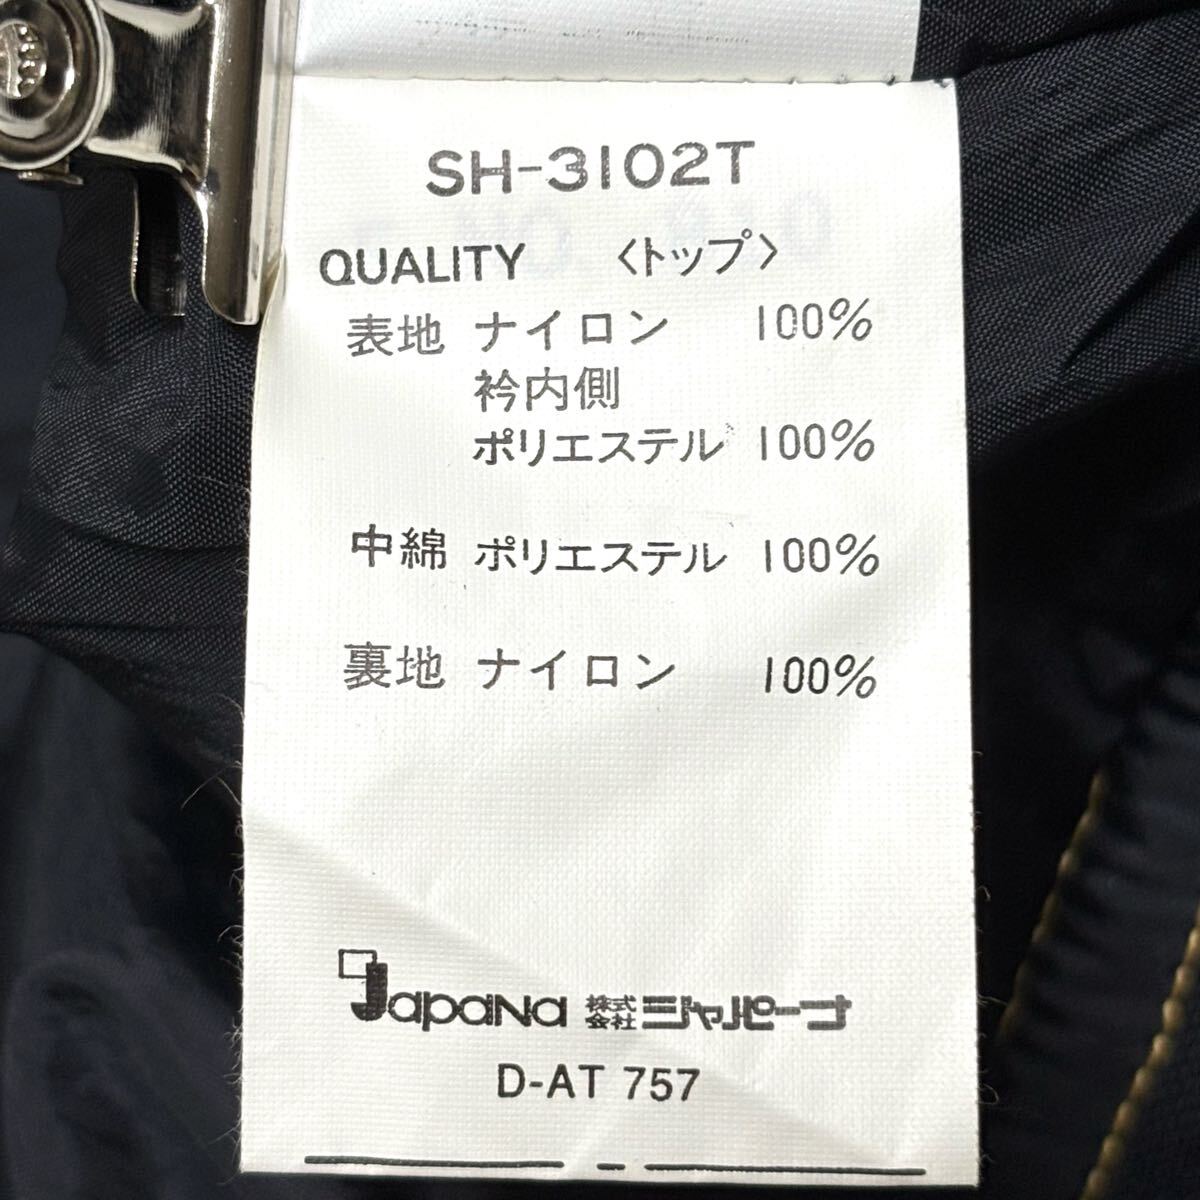 SH-3102T
QUALITY 〈トップ〉
表地 ナイロン 100%
衿内側
ポリエステル 100%
中綿 ポリエステル 100%
裏地 ナイロン 100%
JapaNa 株式会社 ジャパーナ
D-AT 757